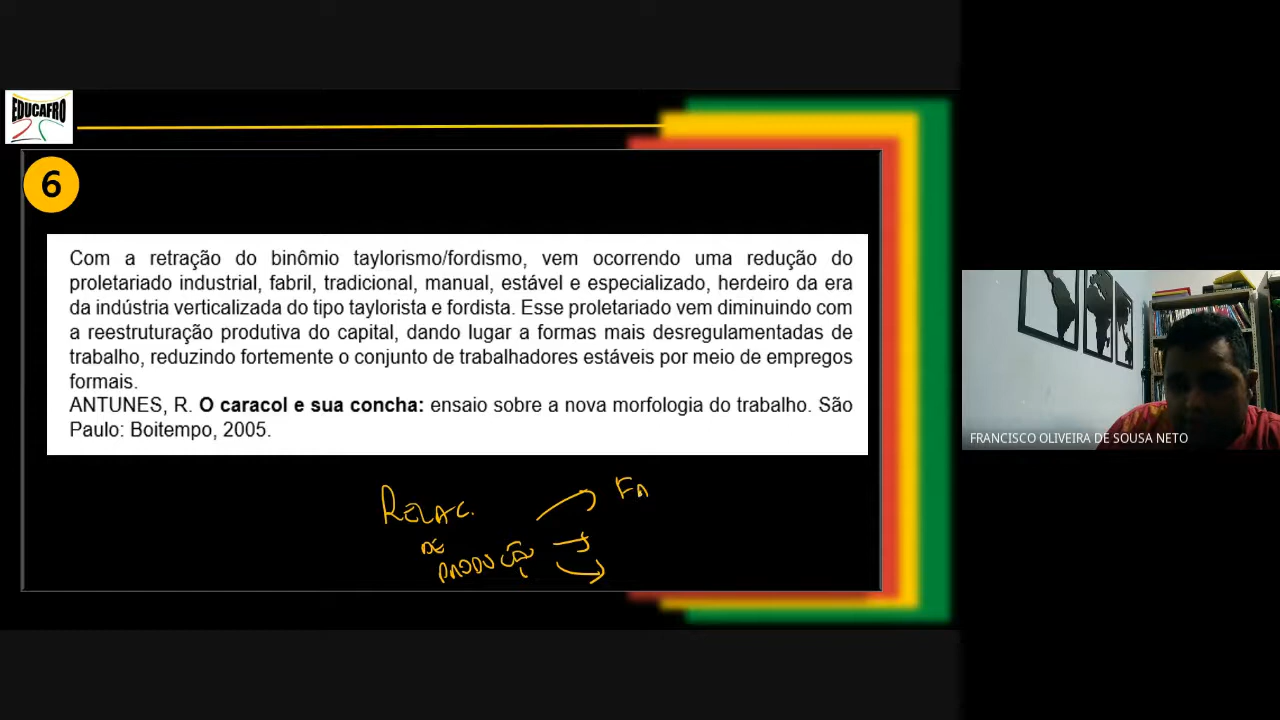 EDUCAFRO
6
Com a retração do binômio taylorismo/fordismo, vem ocorrendo uma redução do
proletariado industrial, fabril, tradicional, manual, estável e especializado, herdeiro da era
da indústria verticalizada do tipo taylorista e fordista. Esse proletariado vem diminuindo com
a reestruturação produtiva do capital, dando lugar a formas mais desregulamentadas de
trabalho, reduzindo fortemente o conjunto de trabalhadores estáveis por meio de empregos
formais.
ANTUNES, R. O caracol e sua concha: ensaio sobre a nova morfologia do trabalho. São
Paulo: Boitempo, 2005.
RELAC.
DE
PRODUÇÃO
FA
FRANCISCO OLIVEIRA DE SOUSA NETO